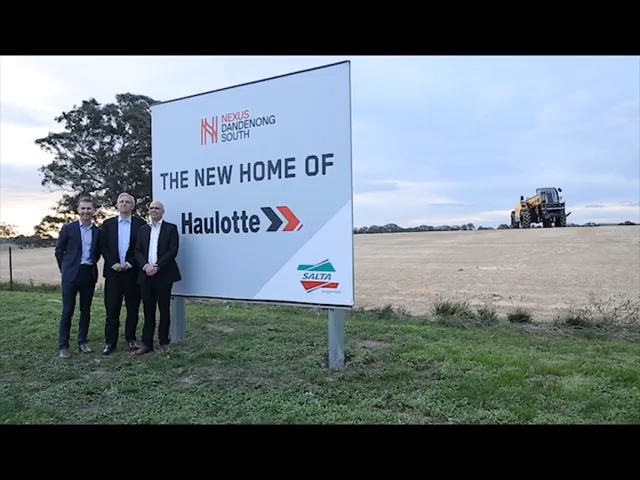 NEXUS
DANDENONG
SOUTH
THE NEW HOME OF
Haulotte
SALTA